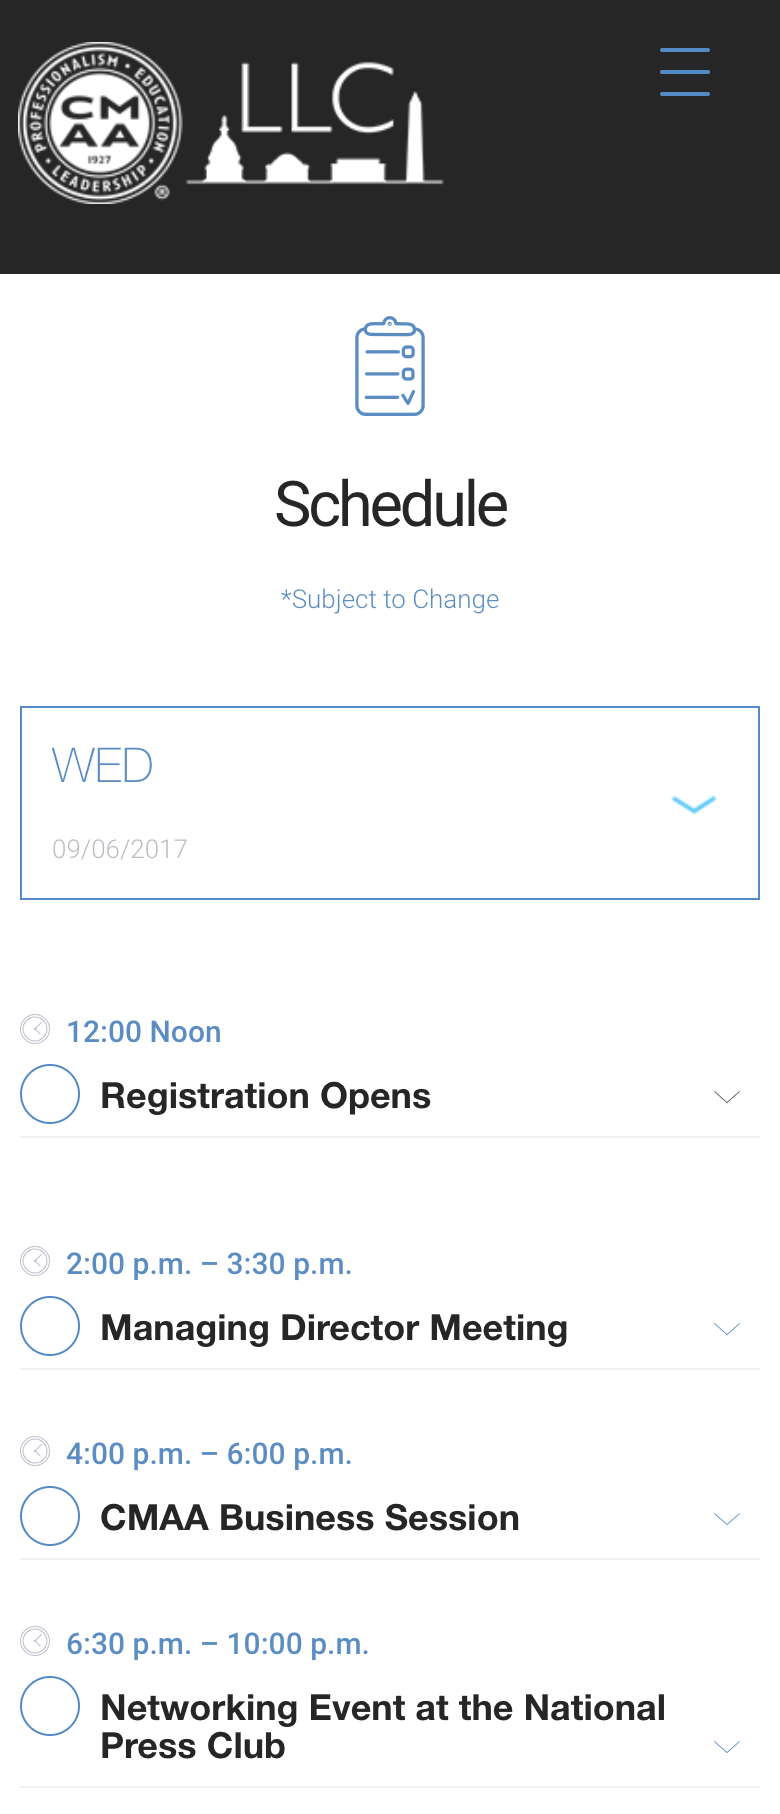 PROFESSIONALISM · EDUCATION · LEADERSHIP ·
CMAA
1927
®
LLC
Schedule
*Subject to Change
WED
09/06/2017
12:00 Noon
Registration Opens
2:00 p.m. – 3:30 p.m.
Managing Director Meeting
4:00 p.m. – 6:00 p.m.
CMAA Business Session
6:30 p.m. – 10:00 p.m.
Networking Event at the National
Press Club